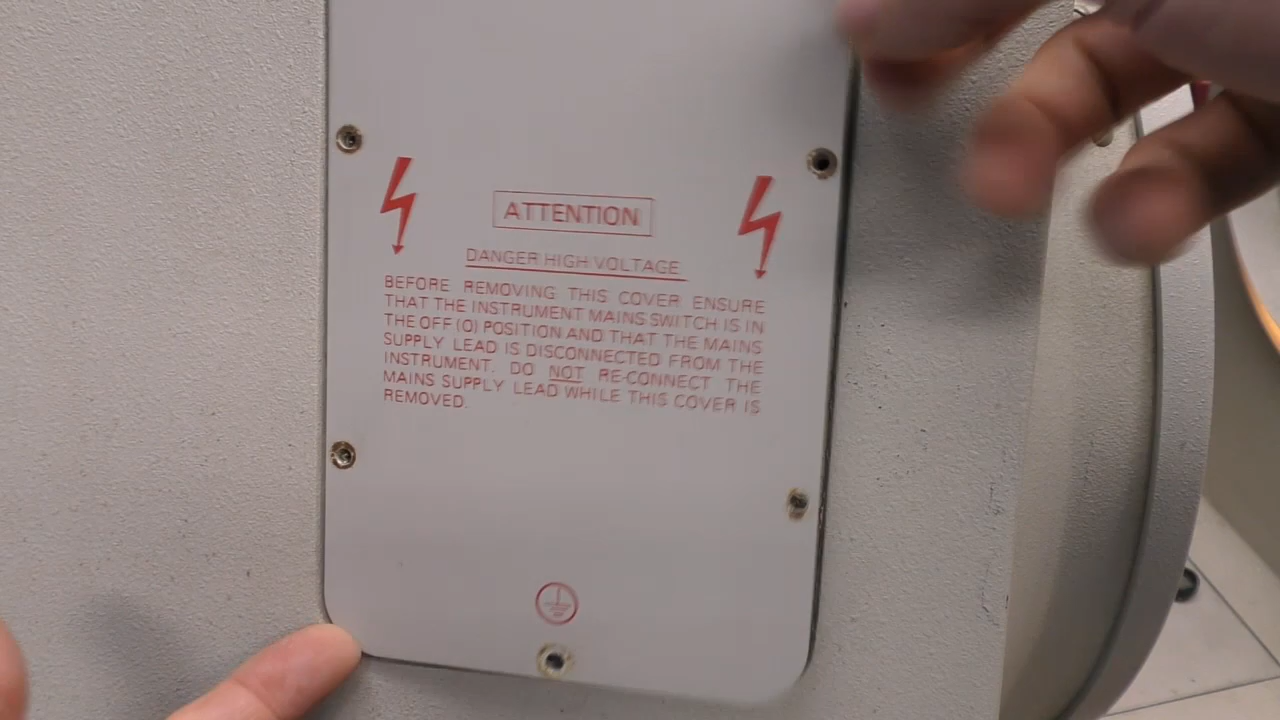 ATTENTION
DANGER HIGH VOLTAGE
BEFORE REMOVING THIS COVER ENSURE
THAT THE INSTRUMENT MAINS SWITCH IS IN
THE OFF (0) POSITION AND THAT THE MAINS
SUPPLY LEAD IS DISCONNECTED FROM THE
INSTRUMENT. DO NOT RE-CONNECT THE
MAINS SUPPLY LEAD WHILE THIS COVER IS
REMOVED.